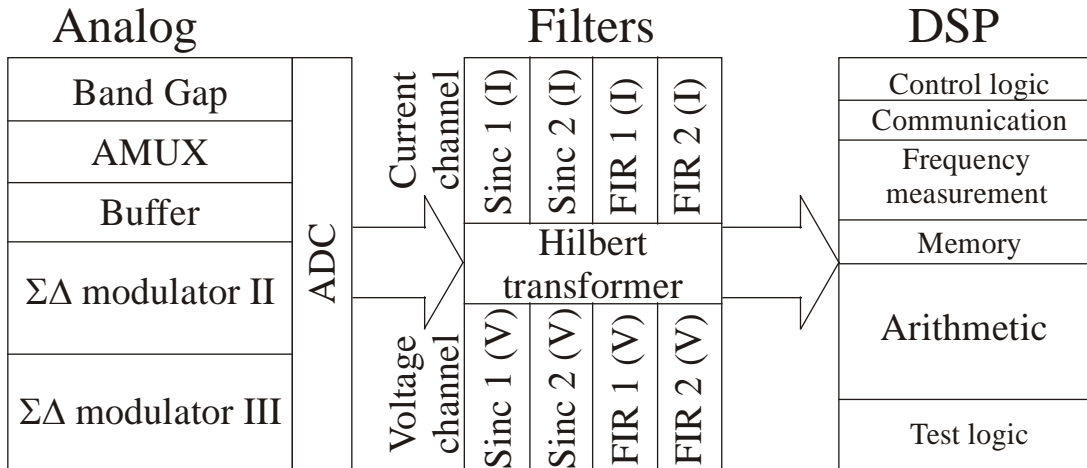 Analog
Band Gap
AMUX
Buffer
ΣΔ modulator II
ΣΔ modulator III
ADC
Filters
Current
channel
Sinc 1 (I)
Sinc 2 (I)
FIR 1 (I)
FIR 2 (I)
Hilbert
transformer
Voltage
channel
Sinc 1 (V)
Sinc 2 (V)
FIR 1 (V)
FIR 2 (V)
DSP
Control logic
Communication
Frequency
measurement
Memory
Arithmetic
Test logic